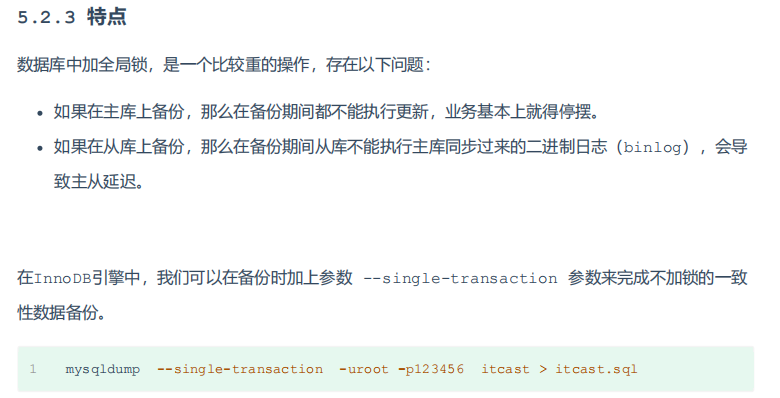 5.2.3 特点
数据库中加全局锁，是一个比较重的操作，存在以下问题：
• 如果在主库上备份，那么在备份期间都不能执行更新，业务基本上就得停摆。
• 如果在从库上备份，那么在备份期间从库不能执行主库同步过来的二进制日志（binlog），会导
致主从延迟。
在InnoDB引擎中，我们可以在备份时加上参数 --single-transaction 参数来完成不加锁的一致
性数据备份。
1 mysqldump --single-transaction -uroot -p123456 itcast > itcast.sql